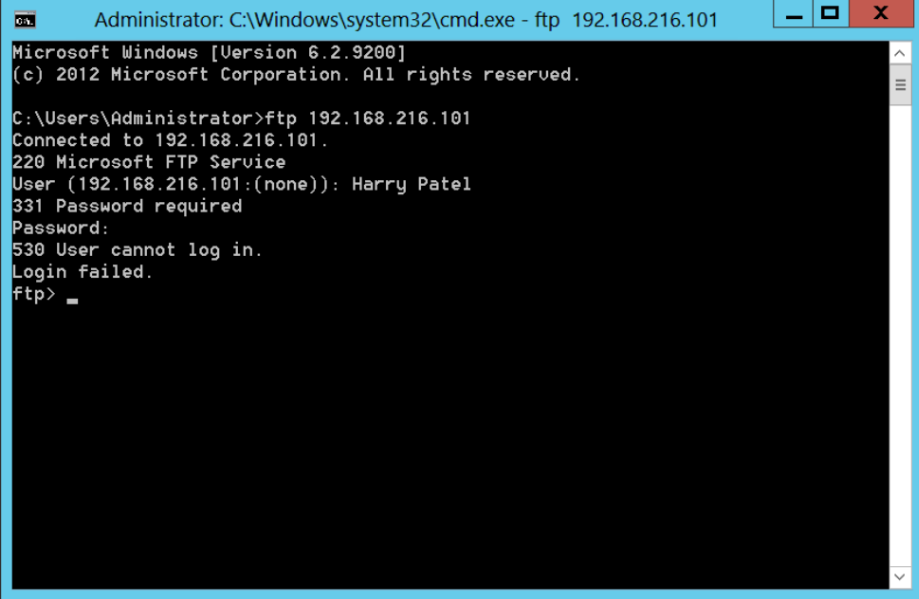 Administrator: C:\Windows\system32\cmd.exe - ftp  192.168.216.101
Microsoft Windows [Version 6.2.9200]
(c) 2012 Microsoft Corporation. All rights reserved.
C:\Users\Administrator>ftp 192.168.216.101
Connected to 192.168.216.101.
220 Microsoft FTP Service
User (192.168.216.101:(none)): Harry Patel
331 Password required
Password:
530 User cannot log in.
Login failed.
ftp>